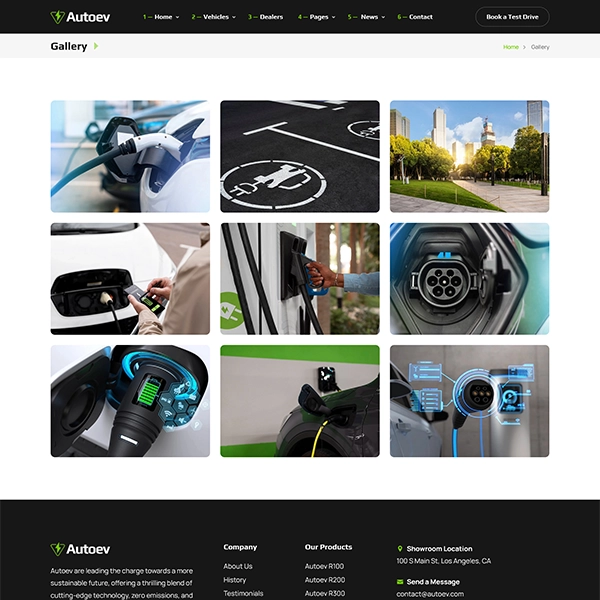 Autoev
1 — Home
2 — Vehicles
3 — Dealers
4 — Pages
5 — News
6 — Contact
Book a Test Drive
Gallery
Home > Gallery
Autoev
Autoev are leading the charge towards a more
sustainable future, offering a thrilling blend of
cutting-edge technology, zero emissions, and
Company
About Us
History
Testimonials
Our Products
Autoev R100
Autoev R200
Autoev R300
Showroom Location
100 S Main St, Los Angeles, CA
Send a Message
contact@autoev.com